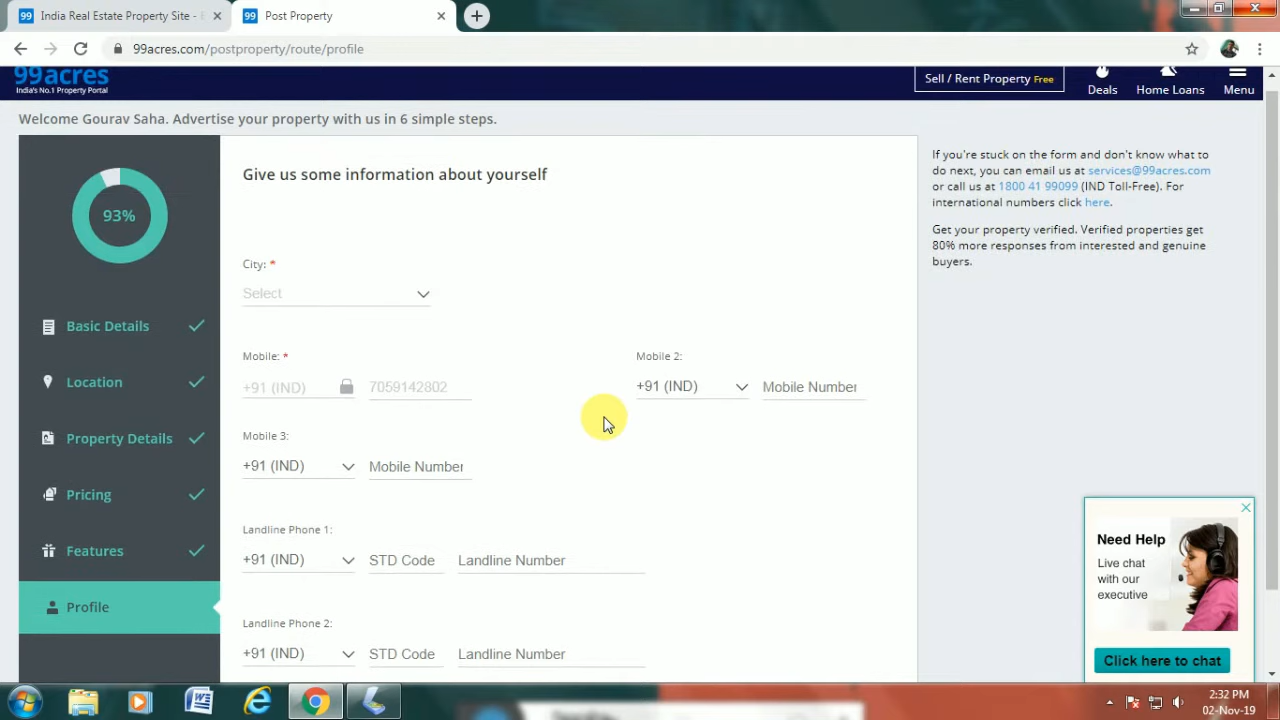 India Real Estate Property Site -
Post Property
99acres.com/postproperty/route/profile
99acres
India's No.1 Property Portal
Sell / Rent Property Free
Deals
Home Loans
Menu
Welcome Gourav Saha. Advertise your property with us in 6 simple steps.
93%
Basic Details
Location
Property Details
Pricing
Features
Profile
Give us some information about yourself
City: *
Select
Mobile: *
+91 (IND)
7059142802
Mobile 2:
+91 (IND)
Mobile Number
Mobile 3:
+91 (IND)
Mobile Number
Landline Phone 1:
+91 (IND)
STD Code
Landline Number
Landline Phone 2:
+91 (IND)
STD Code
Landline Number
If you're stuck on the form and don't know what to
do next, you can email us at services@99acres.com
or call us at 1800 41 99099 (IND Toll-Free). For
international numbers click here.
Get your property verified. Verified properties get
80% more responses from interested and genuine
buyers.
Need Help
Live chat
with our
executive
Click here to chat
2:32 PM
02-Nov-19